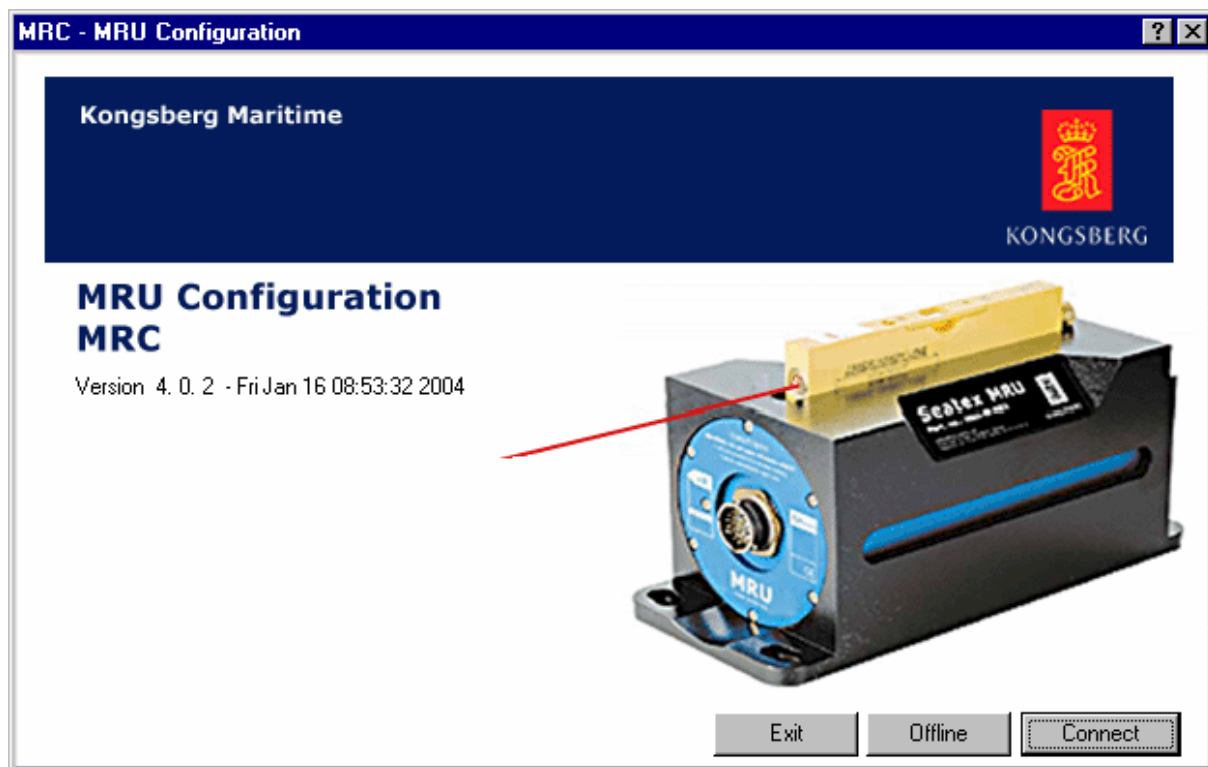 MRC - MRU Configuration
Kongsberg Maritime
KONGSBERG
MRU Configuration
MRC
Version 4. 0. 2 - Fri Jan 16 08:53:32 2004
Seatex MRU
MRU
Exit Offline Connect